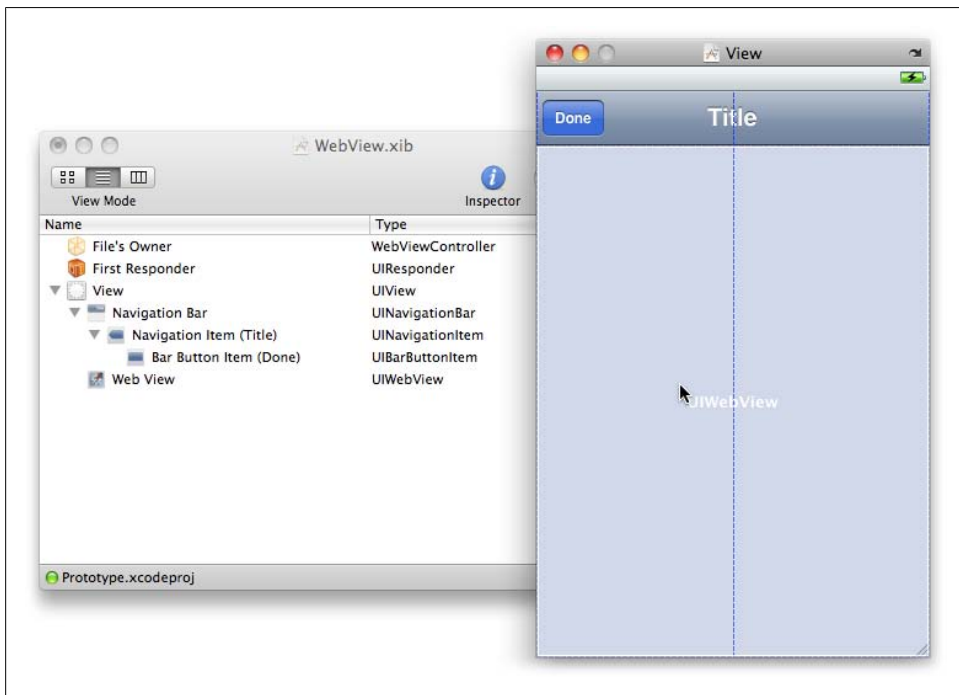 WebView.xib
View Mode
Inspector
Name Type
File's Owner WebViewController
First Responder UIResponder
View UIView
Navigation Bar UINavigationBar
Navigation Item (Title) UINavigationItem
Bar Button Item (Done) UIBarButtonItem
Web View UIWebView
Prototype.xcodeproj
View
Done Title
UIWebView